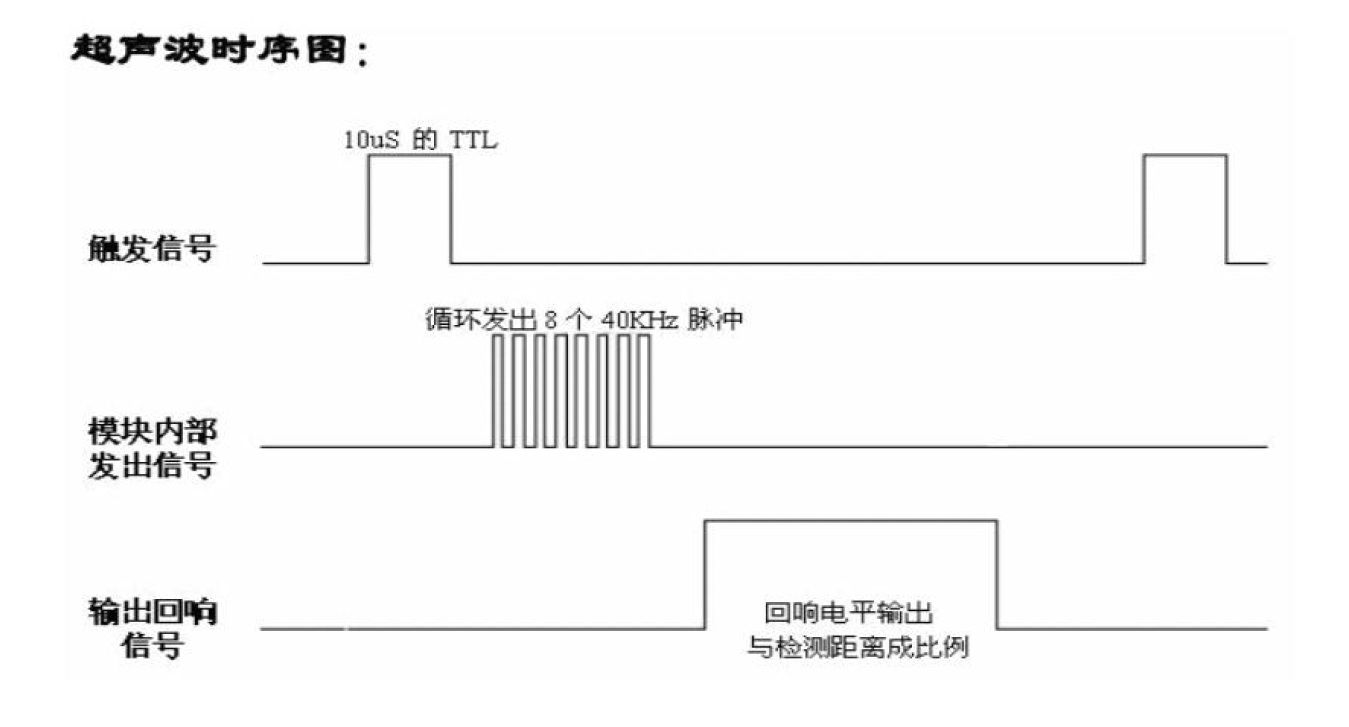 超声波时序图：
10uS 的 TTL
触发信号
循环发出 8 个 40KHz 脉冲
模块内部
发出信号
输出回响
信号
回响电平输出
与检测距离成比例